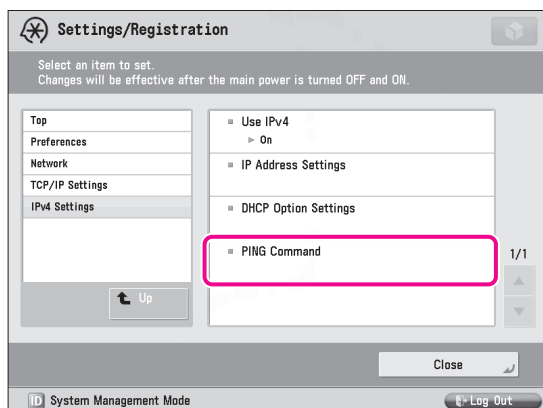 Settings/Registration
Select an item to set.
Changes will be effective after the main power is turned OFF and ON.
Top
Preferences
Network
TCP/IP Settings
IPv4 Settings
Up
Use IPv4
On
IP Address Settings
DHCP Option Settings
PING Command
1/1
Close
ID System Management Mode
Log Out